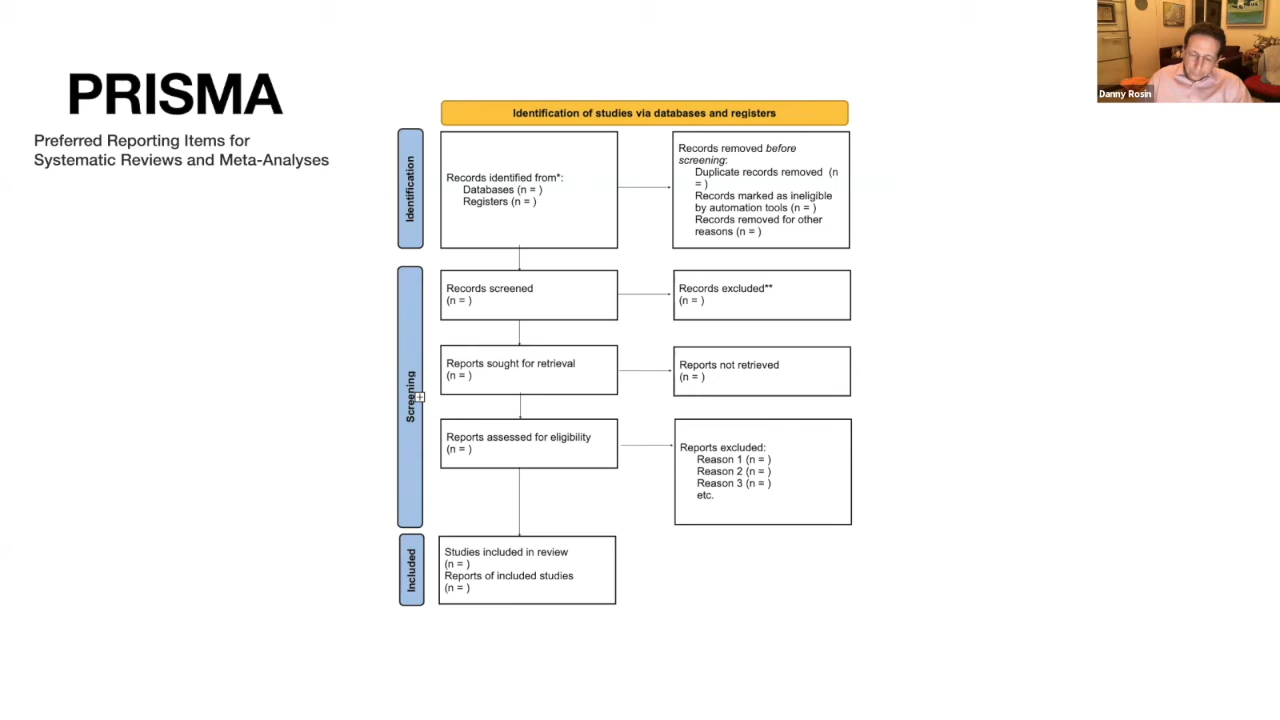 PRISMA
Preferred Reporting Items for
Systematic Reviews and Meta-Analyses
Danny Rosin
Identification of studies via databases and registers
Identification
Records identified from*:
Databases (n = )
Registers (n = )
Records removed before
screening:
Duplicate records removed (n
= )
Records marked as ineligible
by automation tools (n = )
Records removed for other
reasons (n = )
Screening
Records screened
(n = )
Records excluded**
(n = )
Reports sought for retrieval
(n = )
Reports not retrieved
(n = )
Reports assessed for eligibility
(n = )
Reports excluded:
Reason 1 (n = )
Reason 2 (n = )
Reason 3 (n = )
etc.
Included
Studies included in review
(n = )
Reports of included studies
(n = )